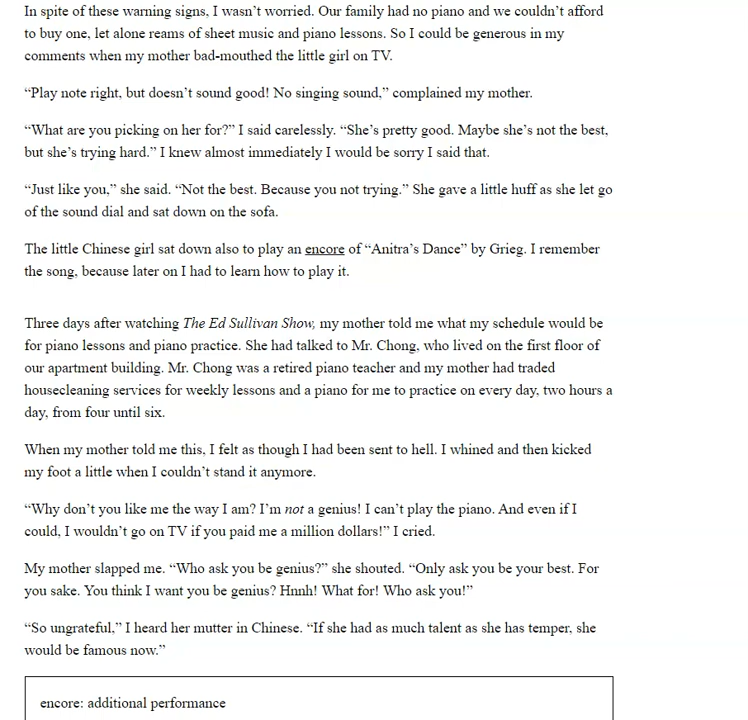 In spite of these warning signs, I wasn’t worried. Our family had no piano and we couldn’t afford
to buy one, let alone reams of sheet music and piano lessons. So I could be generous in my
comments when my mother bad-mouthed the little girl on TV.
“Play note right, but doesn’t sound good! No singing sound,” complained my mother.
“What are you picking on her for?” I said carelessly. “She’s pretty good. Maybe she’s not the best,
but she’s trying hard.” I knew almost immediately I would be sorry I said that.
“Just like you,” she said. “Not the best. Because you not trying.” She gave a little huff as she let go
of the sound dial and sat down on the sofa.
The little Chinese girl sat down also to play an encore of “Anitra’s Dance” by Grieg. I remember
the song, because later on I had to learn how to play it.
Three days after watching The Ed Sullivan Show, my mother told me what my schedule would be
for piano lessons and piano practice. She had talked to Mr. Chong, who lived on the first floor of
our apartment building. Mr. Chong was a retired piano teacher and my mother had traded
housecleaning services for weekly lessons and a piano for me to practice on every day, two hours a
day, from four until six.
When my mother told me this, I felt as though I had been sent to hell. I whined and then kicked
my foot a little when I couldn’t stand it anymore.
“Why don’t you like me the way I am? I’m not a genius! I can’t play the piano. And even if I
could, I wouldn’t go on TV if you paid me a million dollars!” I cried.
My mother slapped me. “Who ask you be genius?” she shouted. “Only ask you be your best. For
you sake. You think I want you be genius? Hnnh! What for! Who ask you!”
“So ungrateful,” I heard her mutter in Chinese. “If she had as much talent as she has temper, she
would be famous now.”
encore: additional performance